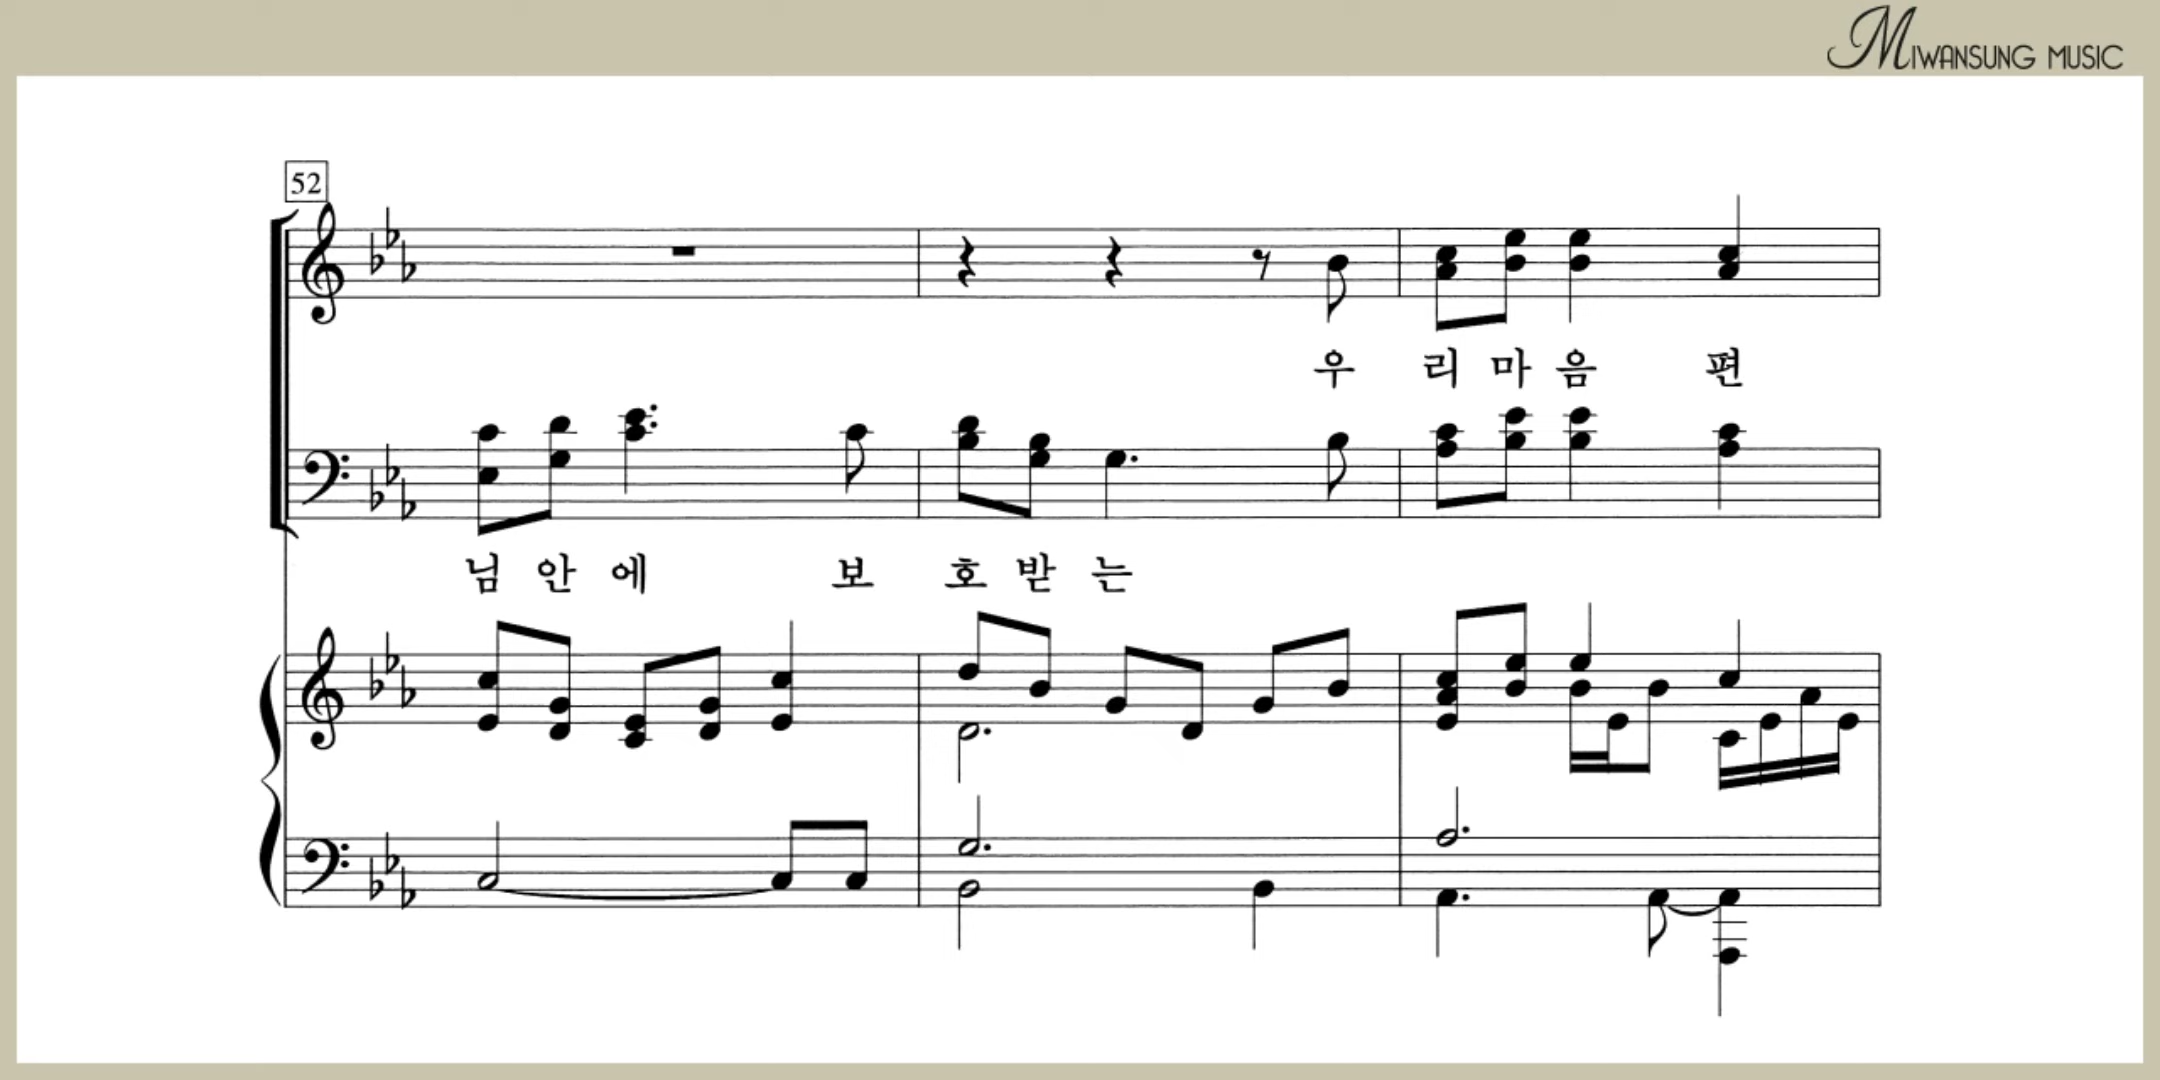 MIWANSUNG MUSIC
52
우 리 마 음 편
님 안 에 보 호 받 는